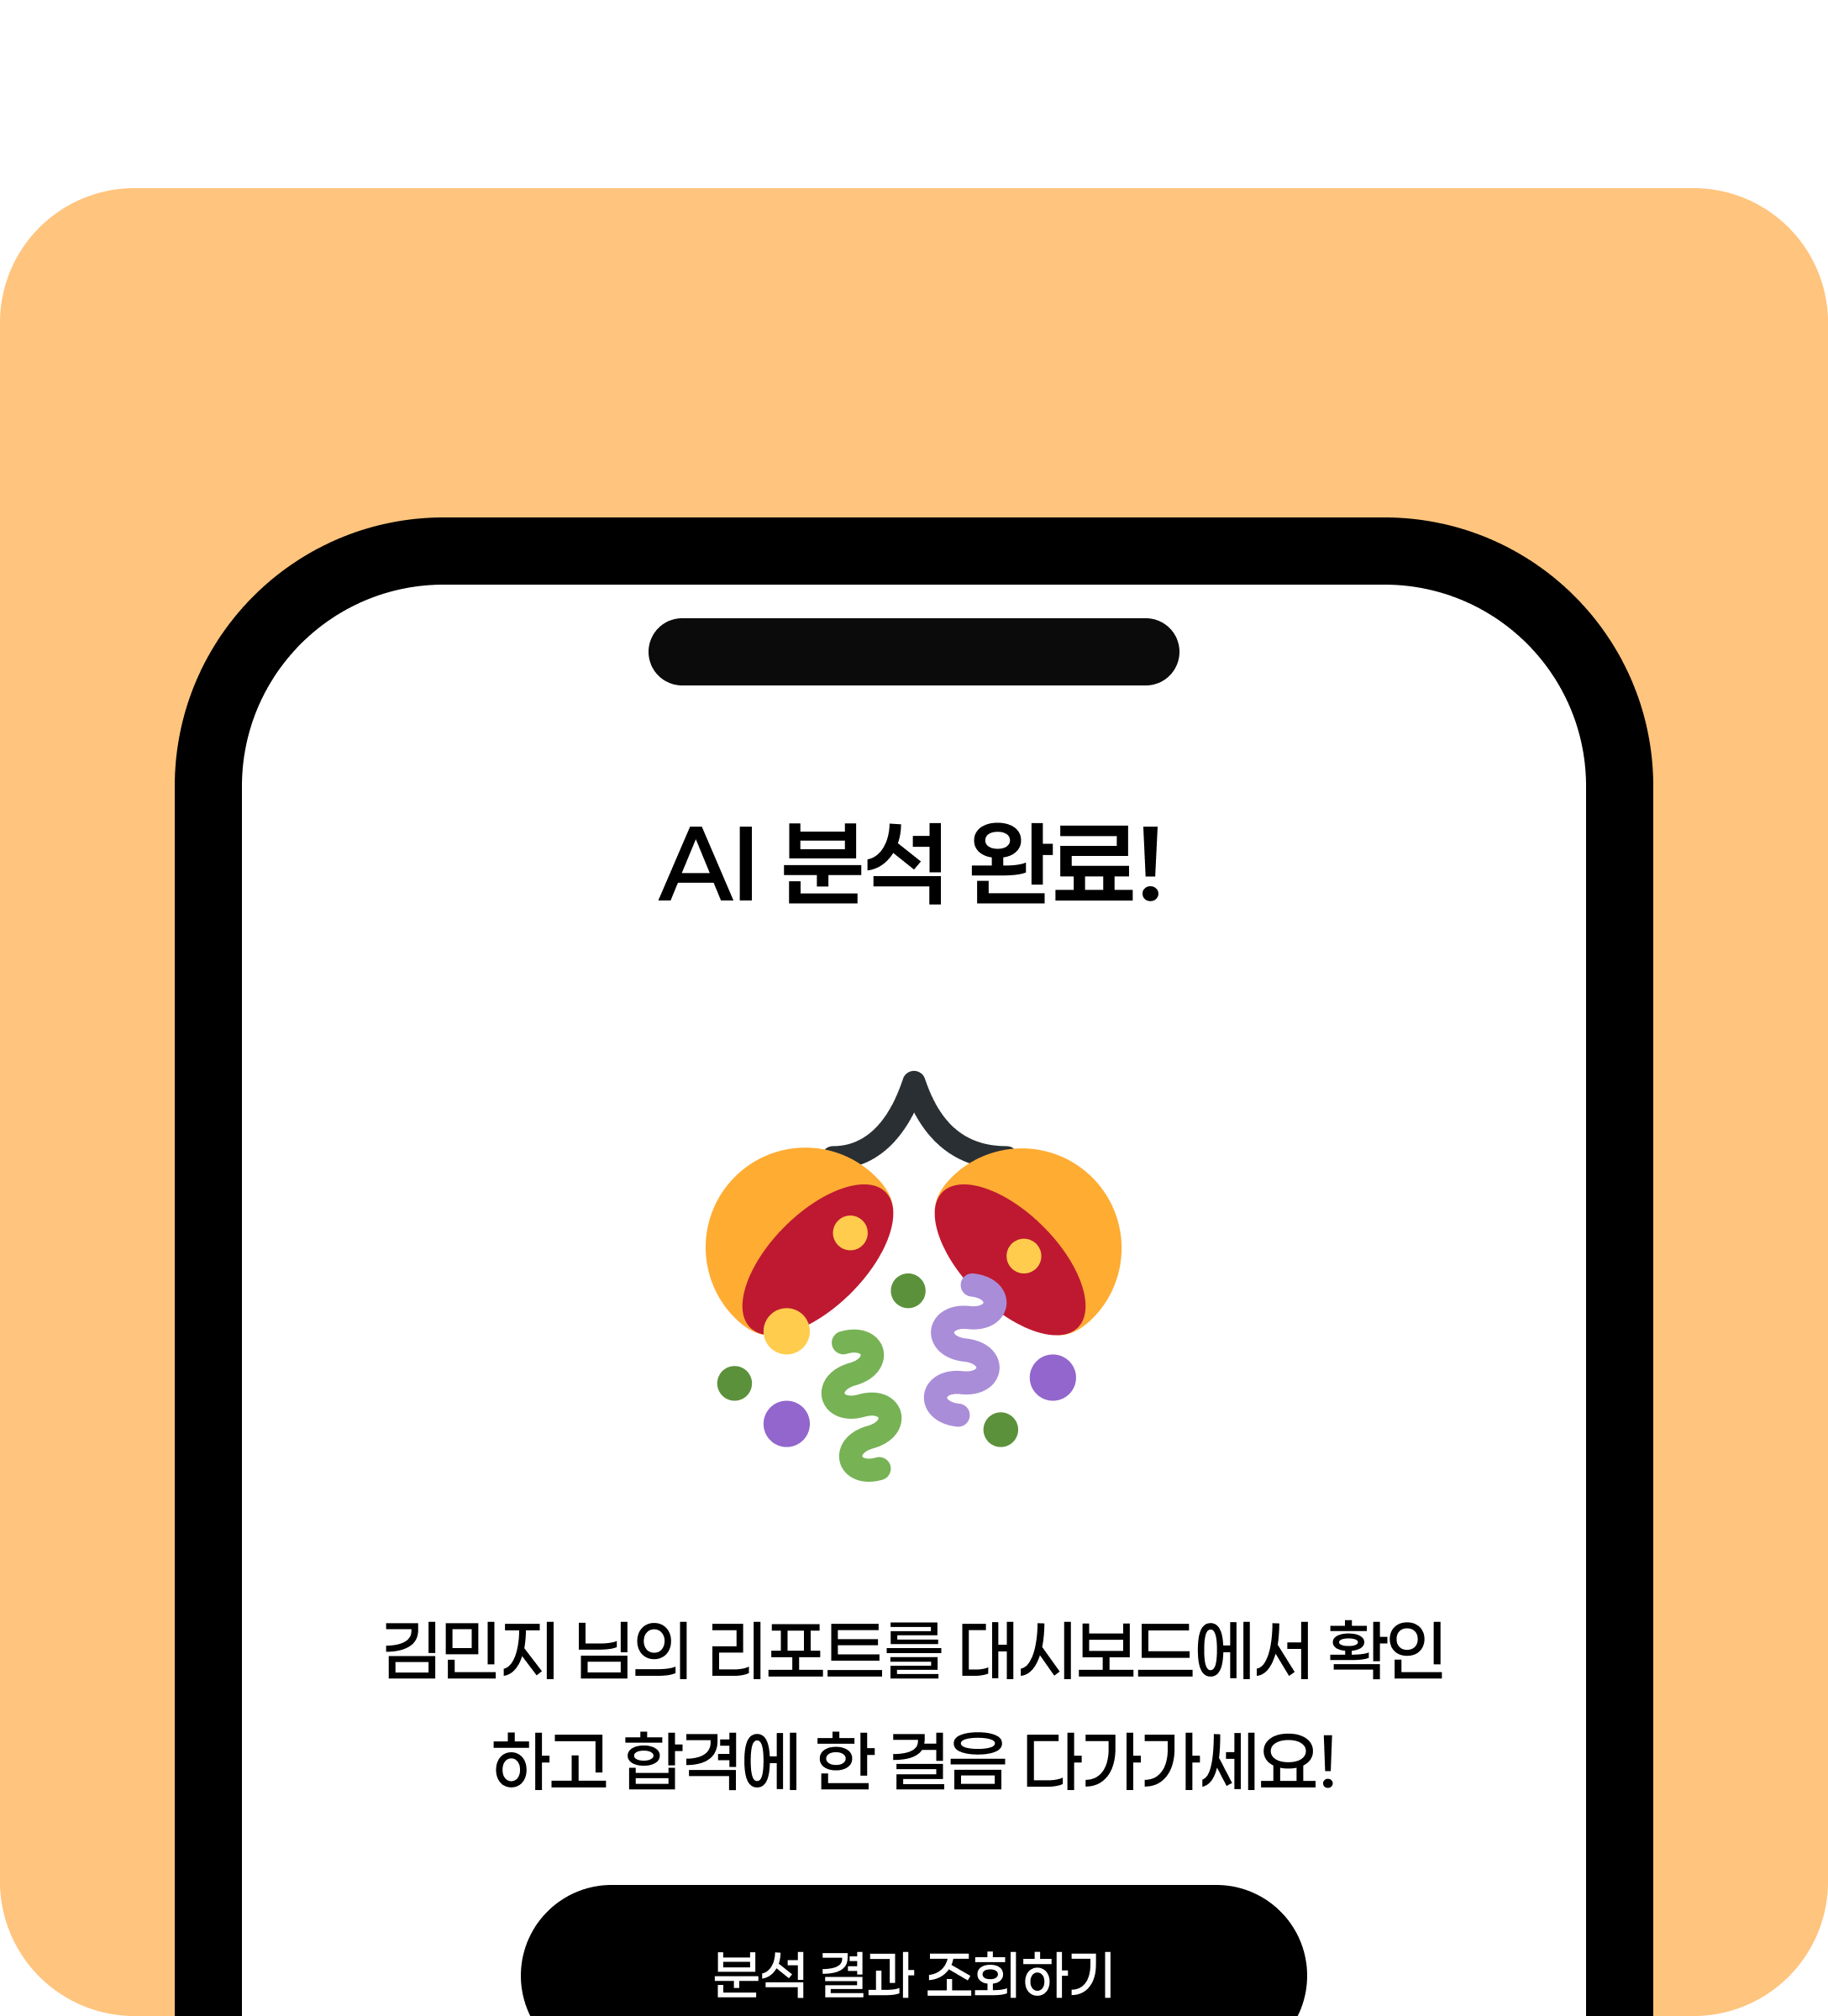 AI 분석 완료!
김민지 님의 리포트를 대시보드에서 확인
하고 합격에 한 걸음 다가가세요!
분석 결과 조회하기